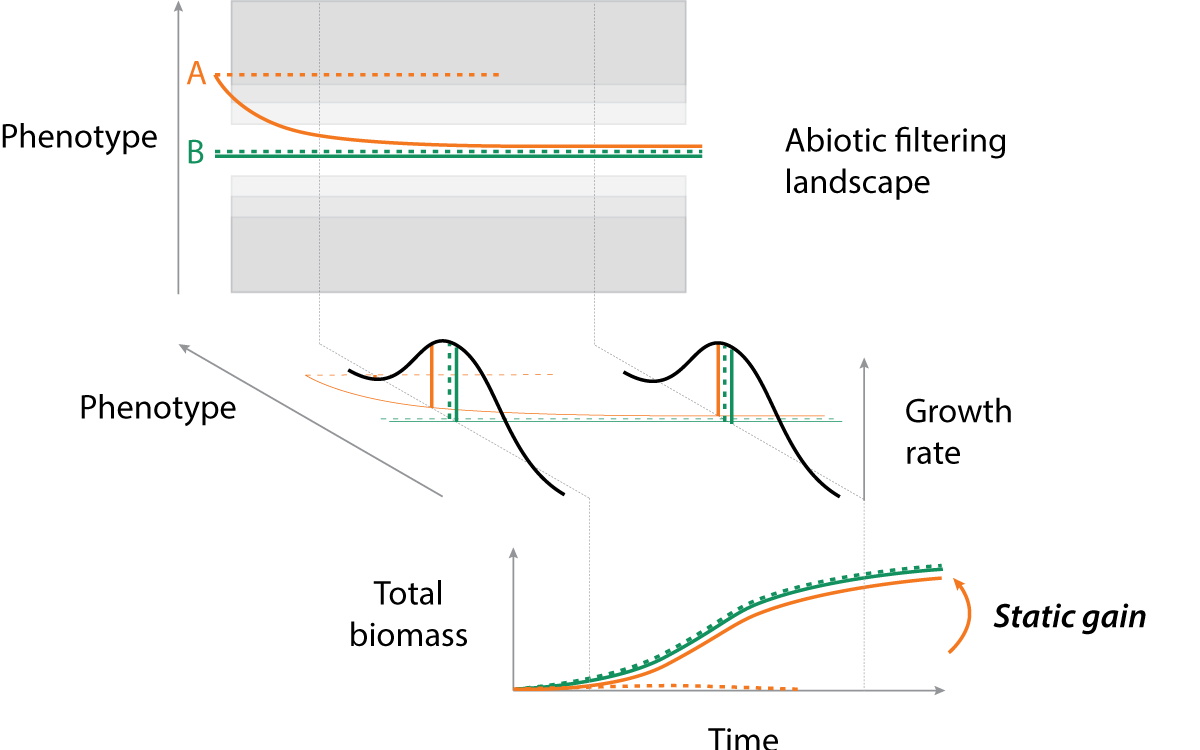 A
Phenotype
B
Abiotic filtering
landscape
Phenotype
Growth
rate
Total
biomass
Static gain
Time